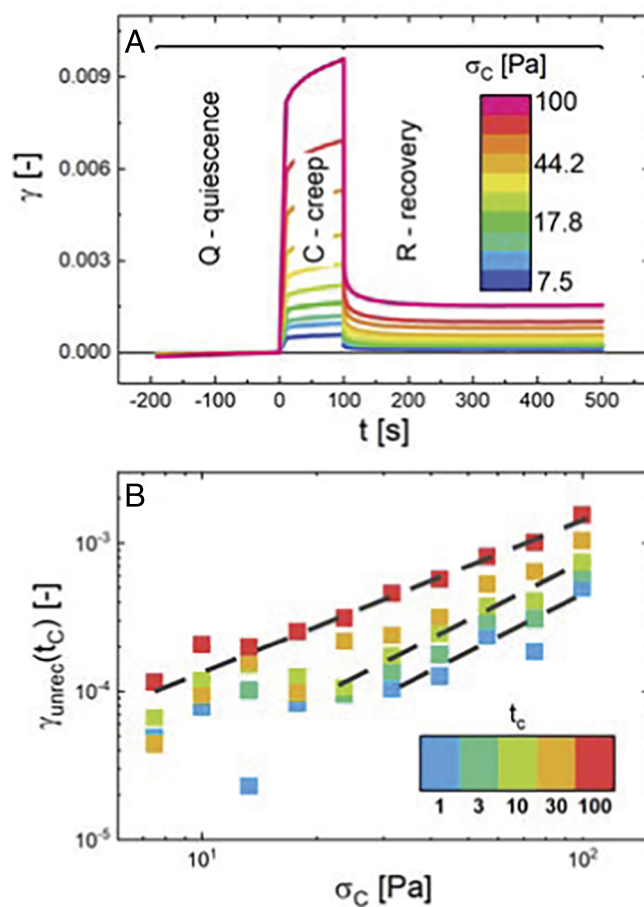 A
0.009
0.006
0.003
0.000
γ [-]
Q - quiescence
C - creep
R - recovery
σC [Pa]
100
44.2
17.8
7.5
-200 -100 0 100 200 300 400 500
t [s]
B
10-3
10-4
10-5
γunrec(tC) [-]
tc
1 3 10 30 100
101 102
σC [Pa]